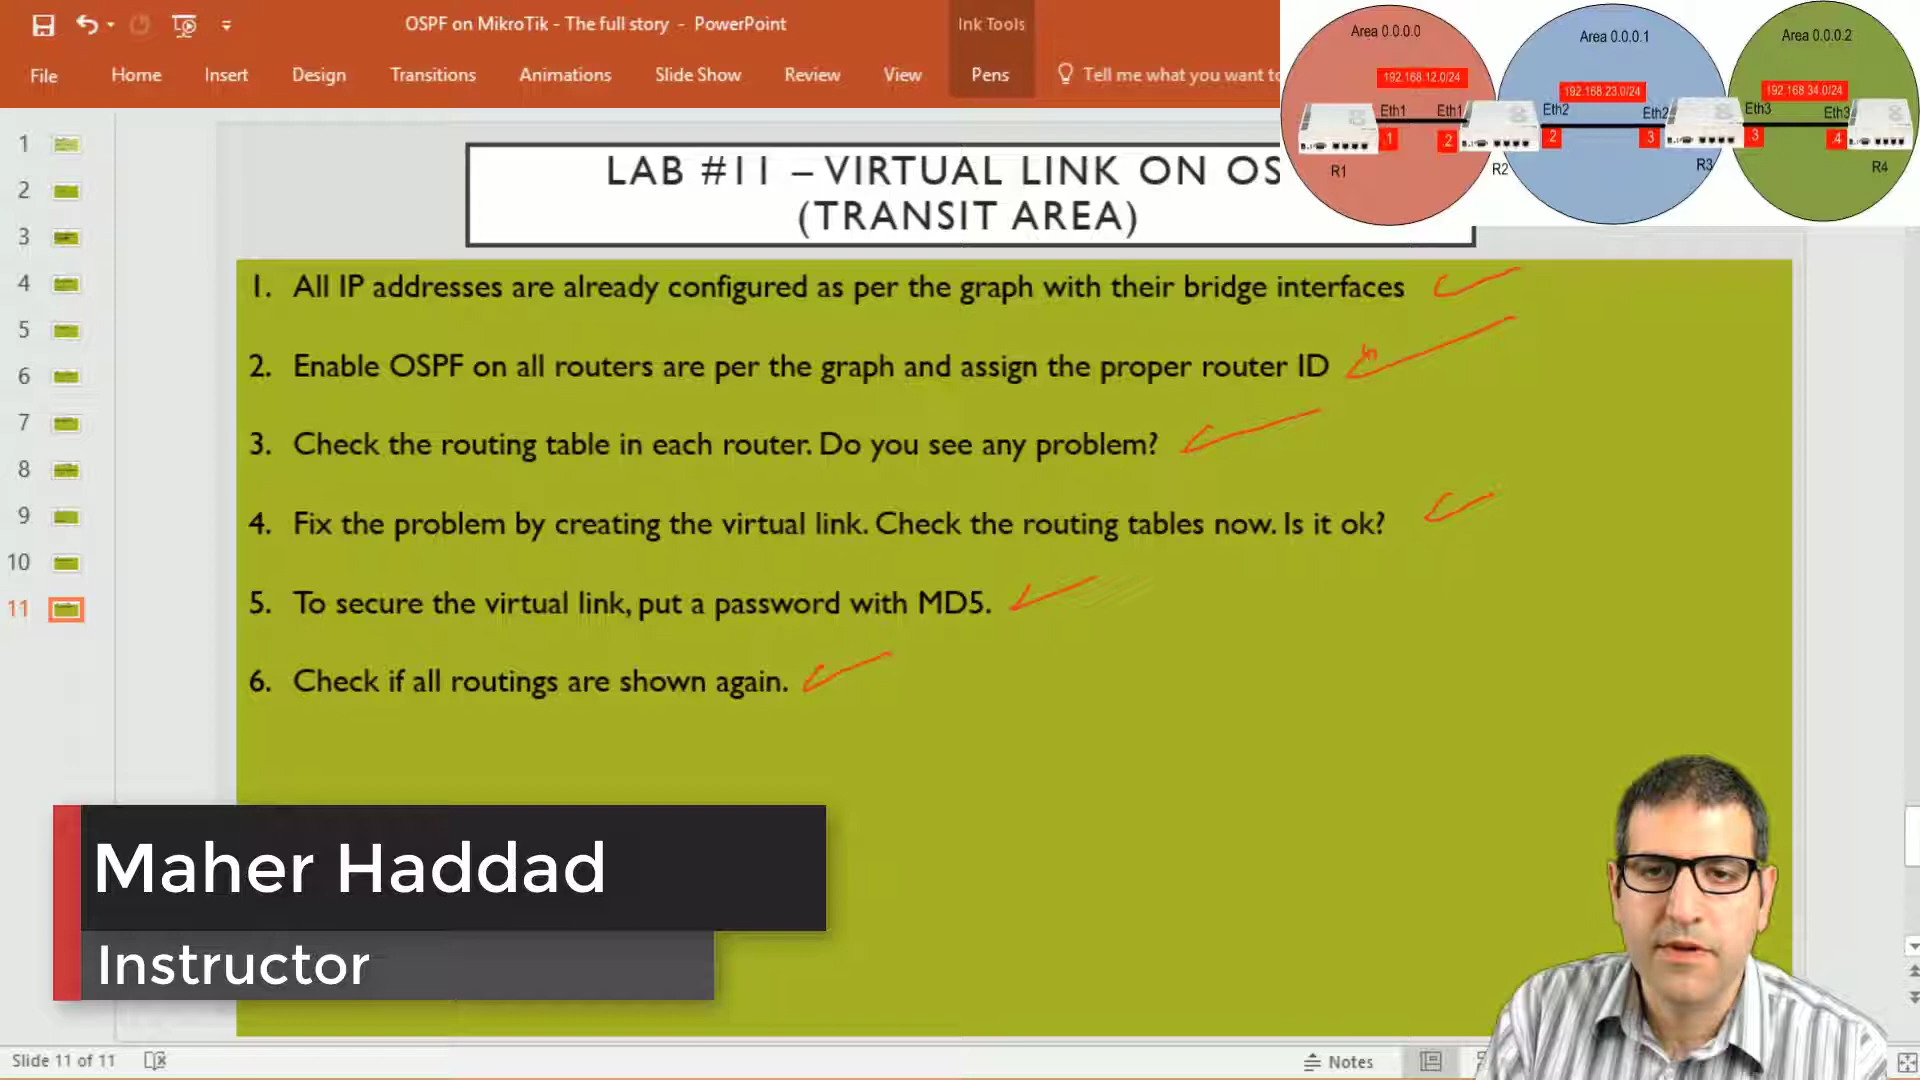 OSPF on MikroTik - The full story - PowerPoint
Ink Tools
File Home Insert Design Transitions Animations Slide Show Review View Pens Tell me what you want to
Area 0.0.0.0
Area 0.0.0.1
Area 0.0.0.2
192.168.12.0/24
192.168.23.0/24
192.168.34.0/24
Eth1 Eth1 Eth2 Eth2 Eth3 Eth3
.1 .2 .2 .3 .3 .4
R1 R2 R3 R4
1
2
3
4
5
6
7
8
9
10
11
LAB #11 – VIRTUAL LINK ON OS
(TRANSIT AREA)
1. All IP addresses are already configured as per the graph with their bridge interfaces
2. Enable OSPF on all routers are per the graph and assign the proper router ID
3. Check the routing table in each router. Do you see any problem?
4. Fix the problem by creating the virtual link. Check the routing tables now. Is it ok?
5. To secure the virtual link, put a password with MD5.
6. Check if all routings are shown again.
Maher Haddad
Instructor
Slide 11 of 11
Notes